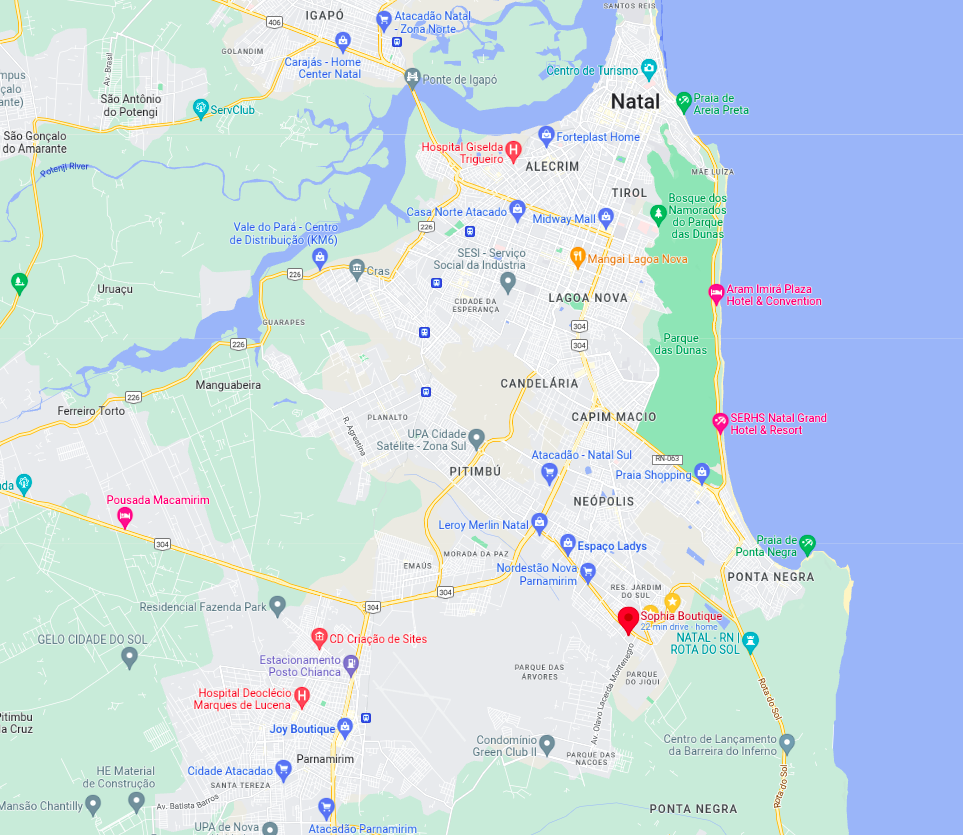 SANTOS REIS
IGAPÓ
Atacadão Natal
- Zona Norte
406
GOLANDIM
Carajás - Home
Center Natal
Centro de Turismo
Ponte de Igapó
Av. Brasil
São Antônio
do Potengi
ServClub
Natal
Praia de
Areia Preta
São Gonçalo
do Amarante
Forteplast Home
Hospital Giselda
Trigueiro
ALECRIM
Potenji River
MÃE LUÍZA
TIROL
Bosque dos
Namorados
do Parque
das Dunas
Casa Norte Atacado
Midway Mall
226
Vale do Pará - Centro
de Distribuição (KM6)
SESI - Serviço
Social da Indústria
Mangai Lagoa Nova
Cras
226
Uruaçu
CIDADE DA
ESPERANÇA
LAGOA NOVA
Aram Imirá Plaza
Hotel & Convention
GUARAPES
304
304
226
Parque
das Dunas
Manguabeira
CANDELÁRIA
226
Ferreiro Torto
PLANALTO
R. Agrestina
CAPIM MACIO
SERHS Natal Grand
Hotel & Resort
UPA Cidade
Satélite - Zona Sul
Atacadão - Natal Sul
RN-063
PITIMBÚ
Praia Shopping
Pousada Macamirim
NEÓPOLIS
Leroy Merlin Natal
304
Espaço Ladys
Praia de
Ponta Negra
MORADA DA PAZ
EMAÚS
Nordestão Nova
Parnamirim
PONTA NEGRA
RES. JARDIM
DO SUL
304
304
Residencial Fazenda Park
Sophia Boutique
22 min drive - home
CD Criação de Sites
GELO CIDADE DO SOL
NATAL - RN |
ROTA DO SOL
Estacionamento
Posto Chianca
PARQUE DAS
ÁRVORES
PARQUE
DO JIQUI
Av. Olavo Lacerda Montenegro
Rota do Sol
Hospital Deoclécio
Marques de Lucena
Joy Boutique
Pitimbu
Condomínio
Green Club II
Centro de Lançamento
da Barreira do Inferno
Parnamirim
PARQUE DAS
NAÇÕES
HE Material
de Construção
Cidade Atacadao
SANTA TEREZA
Rota do Sol
Mansão Chantilly
Av. Batista Barros
PONTA NEGRA
UPA de Nova
Atacadão Parnamirim